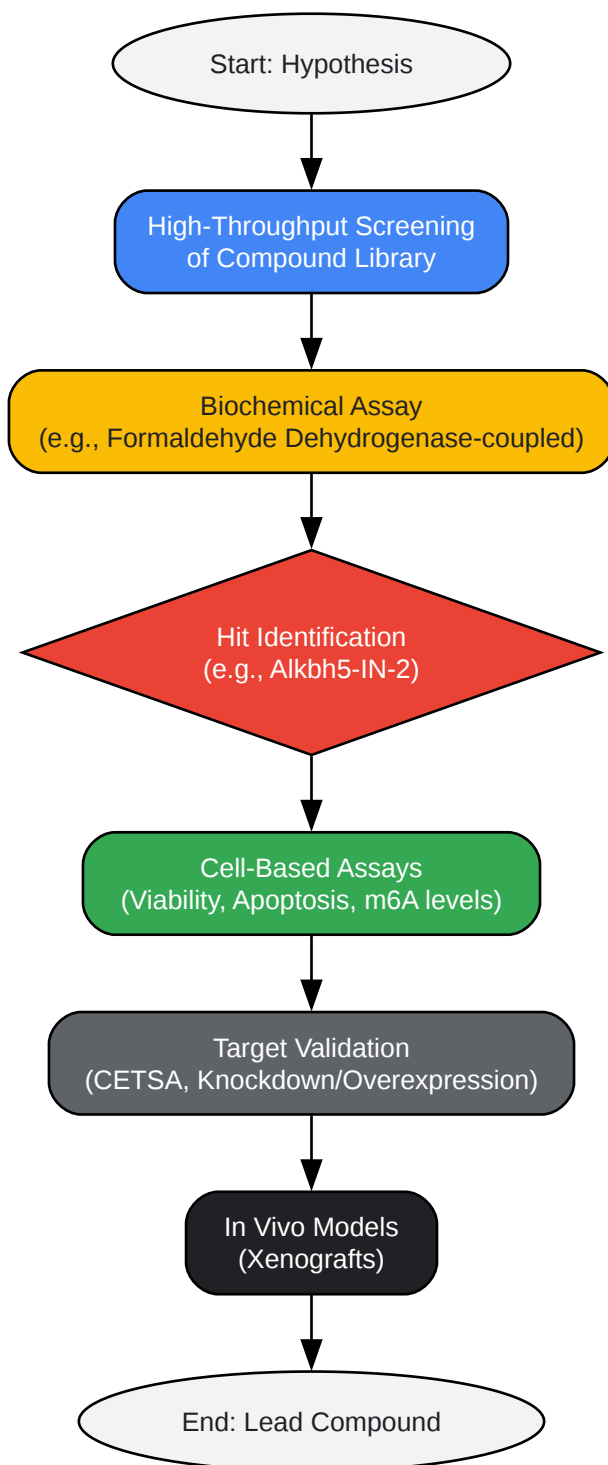 Start: Hypothesis
High-Throughput Screening
of Compound Library
Biochemical Assay
(e.g., Formaldehyde Dehydrogenase-coupled)
Hit Identification
(e.g., Alkbh5-IN-2)
Cell-Based Assays
(Viability, Apoptosis, m6A levels)
Target Validation
(CETSA, Knockdown/Overexpression)
In Vivo Models
(Xenografts)
End: Lead Compound